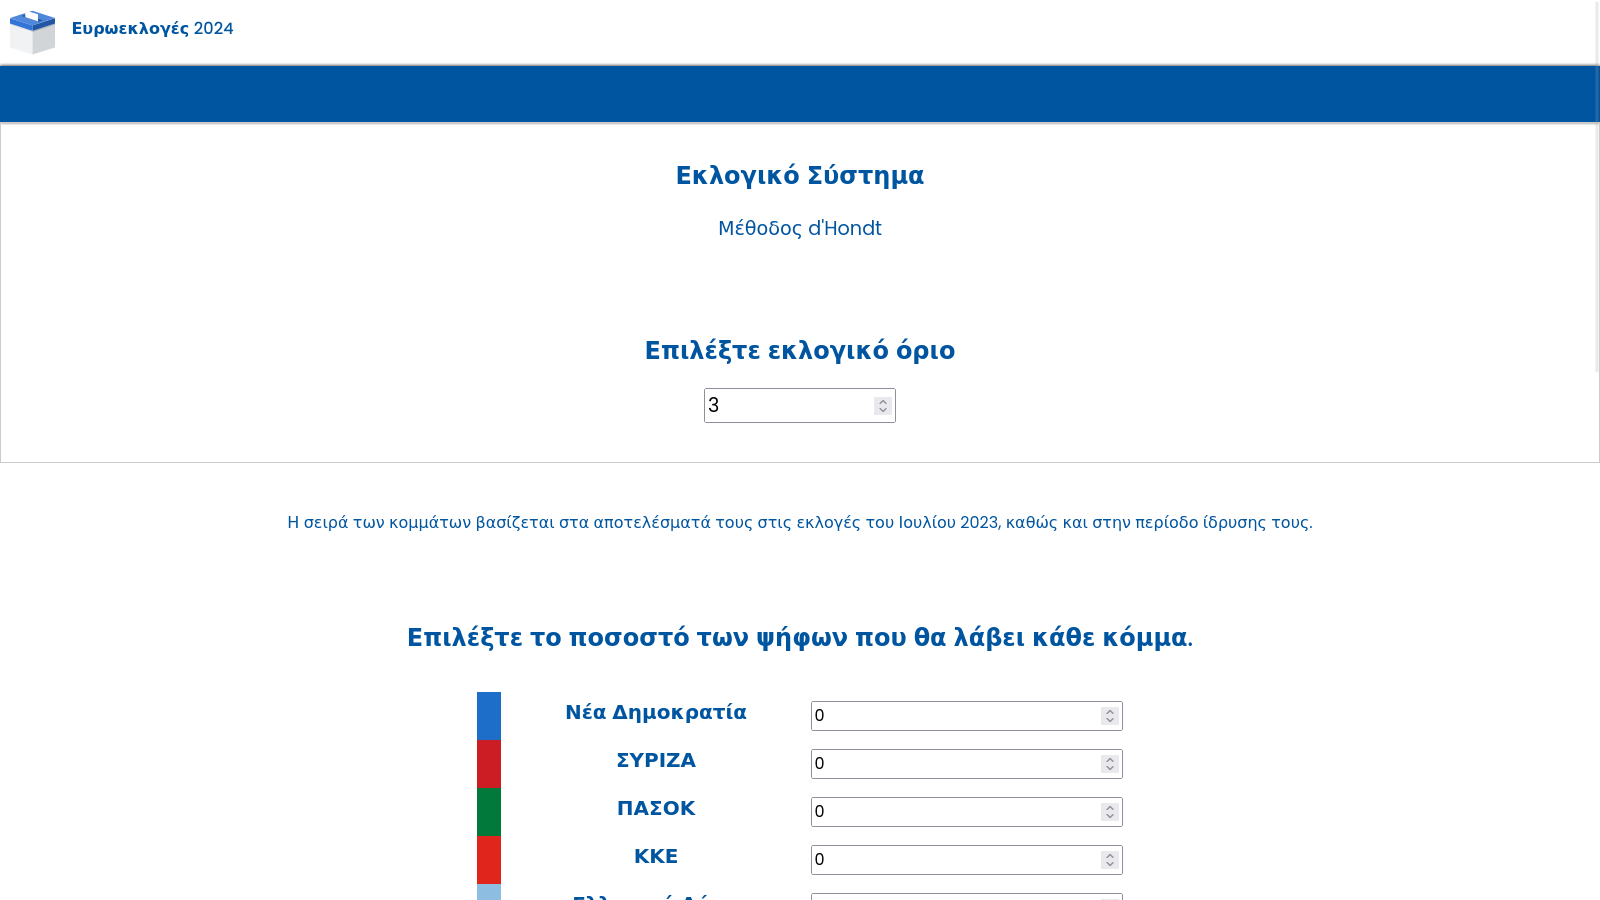 Ευρωεκλογές 2024
Εκλογικό Σύστημα
Μέθοδος d'Hondt
Επιλέξτε εκλογικό όριο
3
Η σειρά των κομμάτων βασίζεται στα αποτελέσματά τους στις εκλογές του Ιουλίου 2023, καθώς και στην περίοδο ίδρυσης τους.
Επιλέξτε το ποσοστό των ψήφων που θα λάβει κάθε κόμμα.
Νέα Δημοκρατία 0
ΣΥΡΙΖΑ 0
ΠΑΣΟΚ 0
ΚΚΕ 0